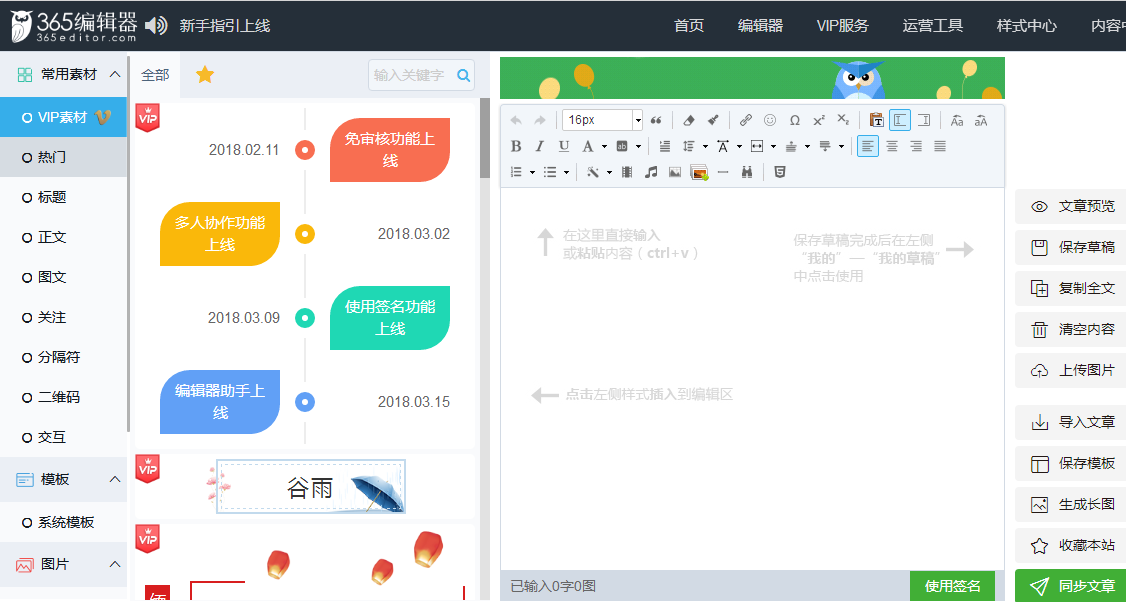 365编辑器
365editor.com
新手指引上线
首页 编辑器 VIP服务 运营工具 样式中心 内容中
常用素材
VIP素材
热门
标题
正文
图文
关注
分隔符
二维码
交互
模板
系统模板
图片
全部
输入关键字
VIP
2018.02.11
免审核功能上
线
多人协作功能
上线
2018.03.02
2018.03.09
使用签名功能
上线
编辑器助手上
线
2018.03.15
VIP
谷雨
VIP
16px
在这里直接输入
或粘贴内容（ctrl+v）
保存草稿完成后在左侧
“我的”—“我的草稿”
中点击使用
点击左侧样式插入到编辑区
已输入0字0图
使用签名
文章预览
保存草稿
复制全文
清空内容
上传图片
导入文章
保存模板
生成长图
收藏本站
同步文章